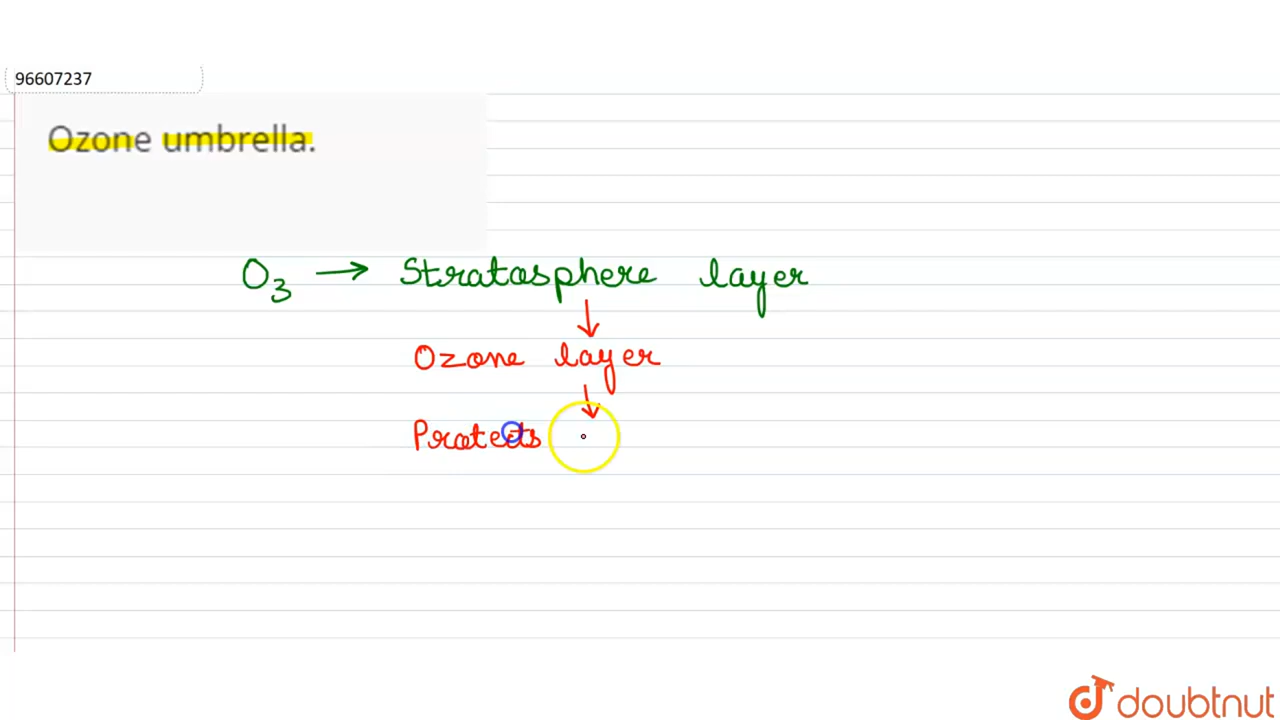 96607237
Ozone umbrella.
O₃ → Stratosphere layer
↓
Ozone layer
↓
Protects
doubtnut